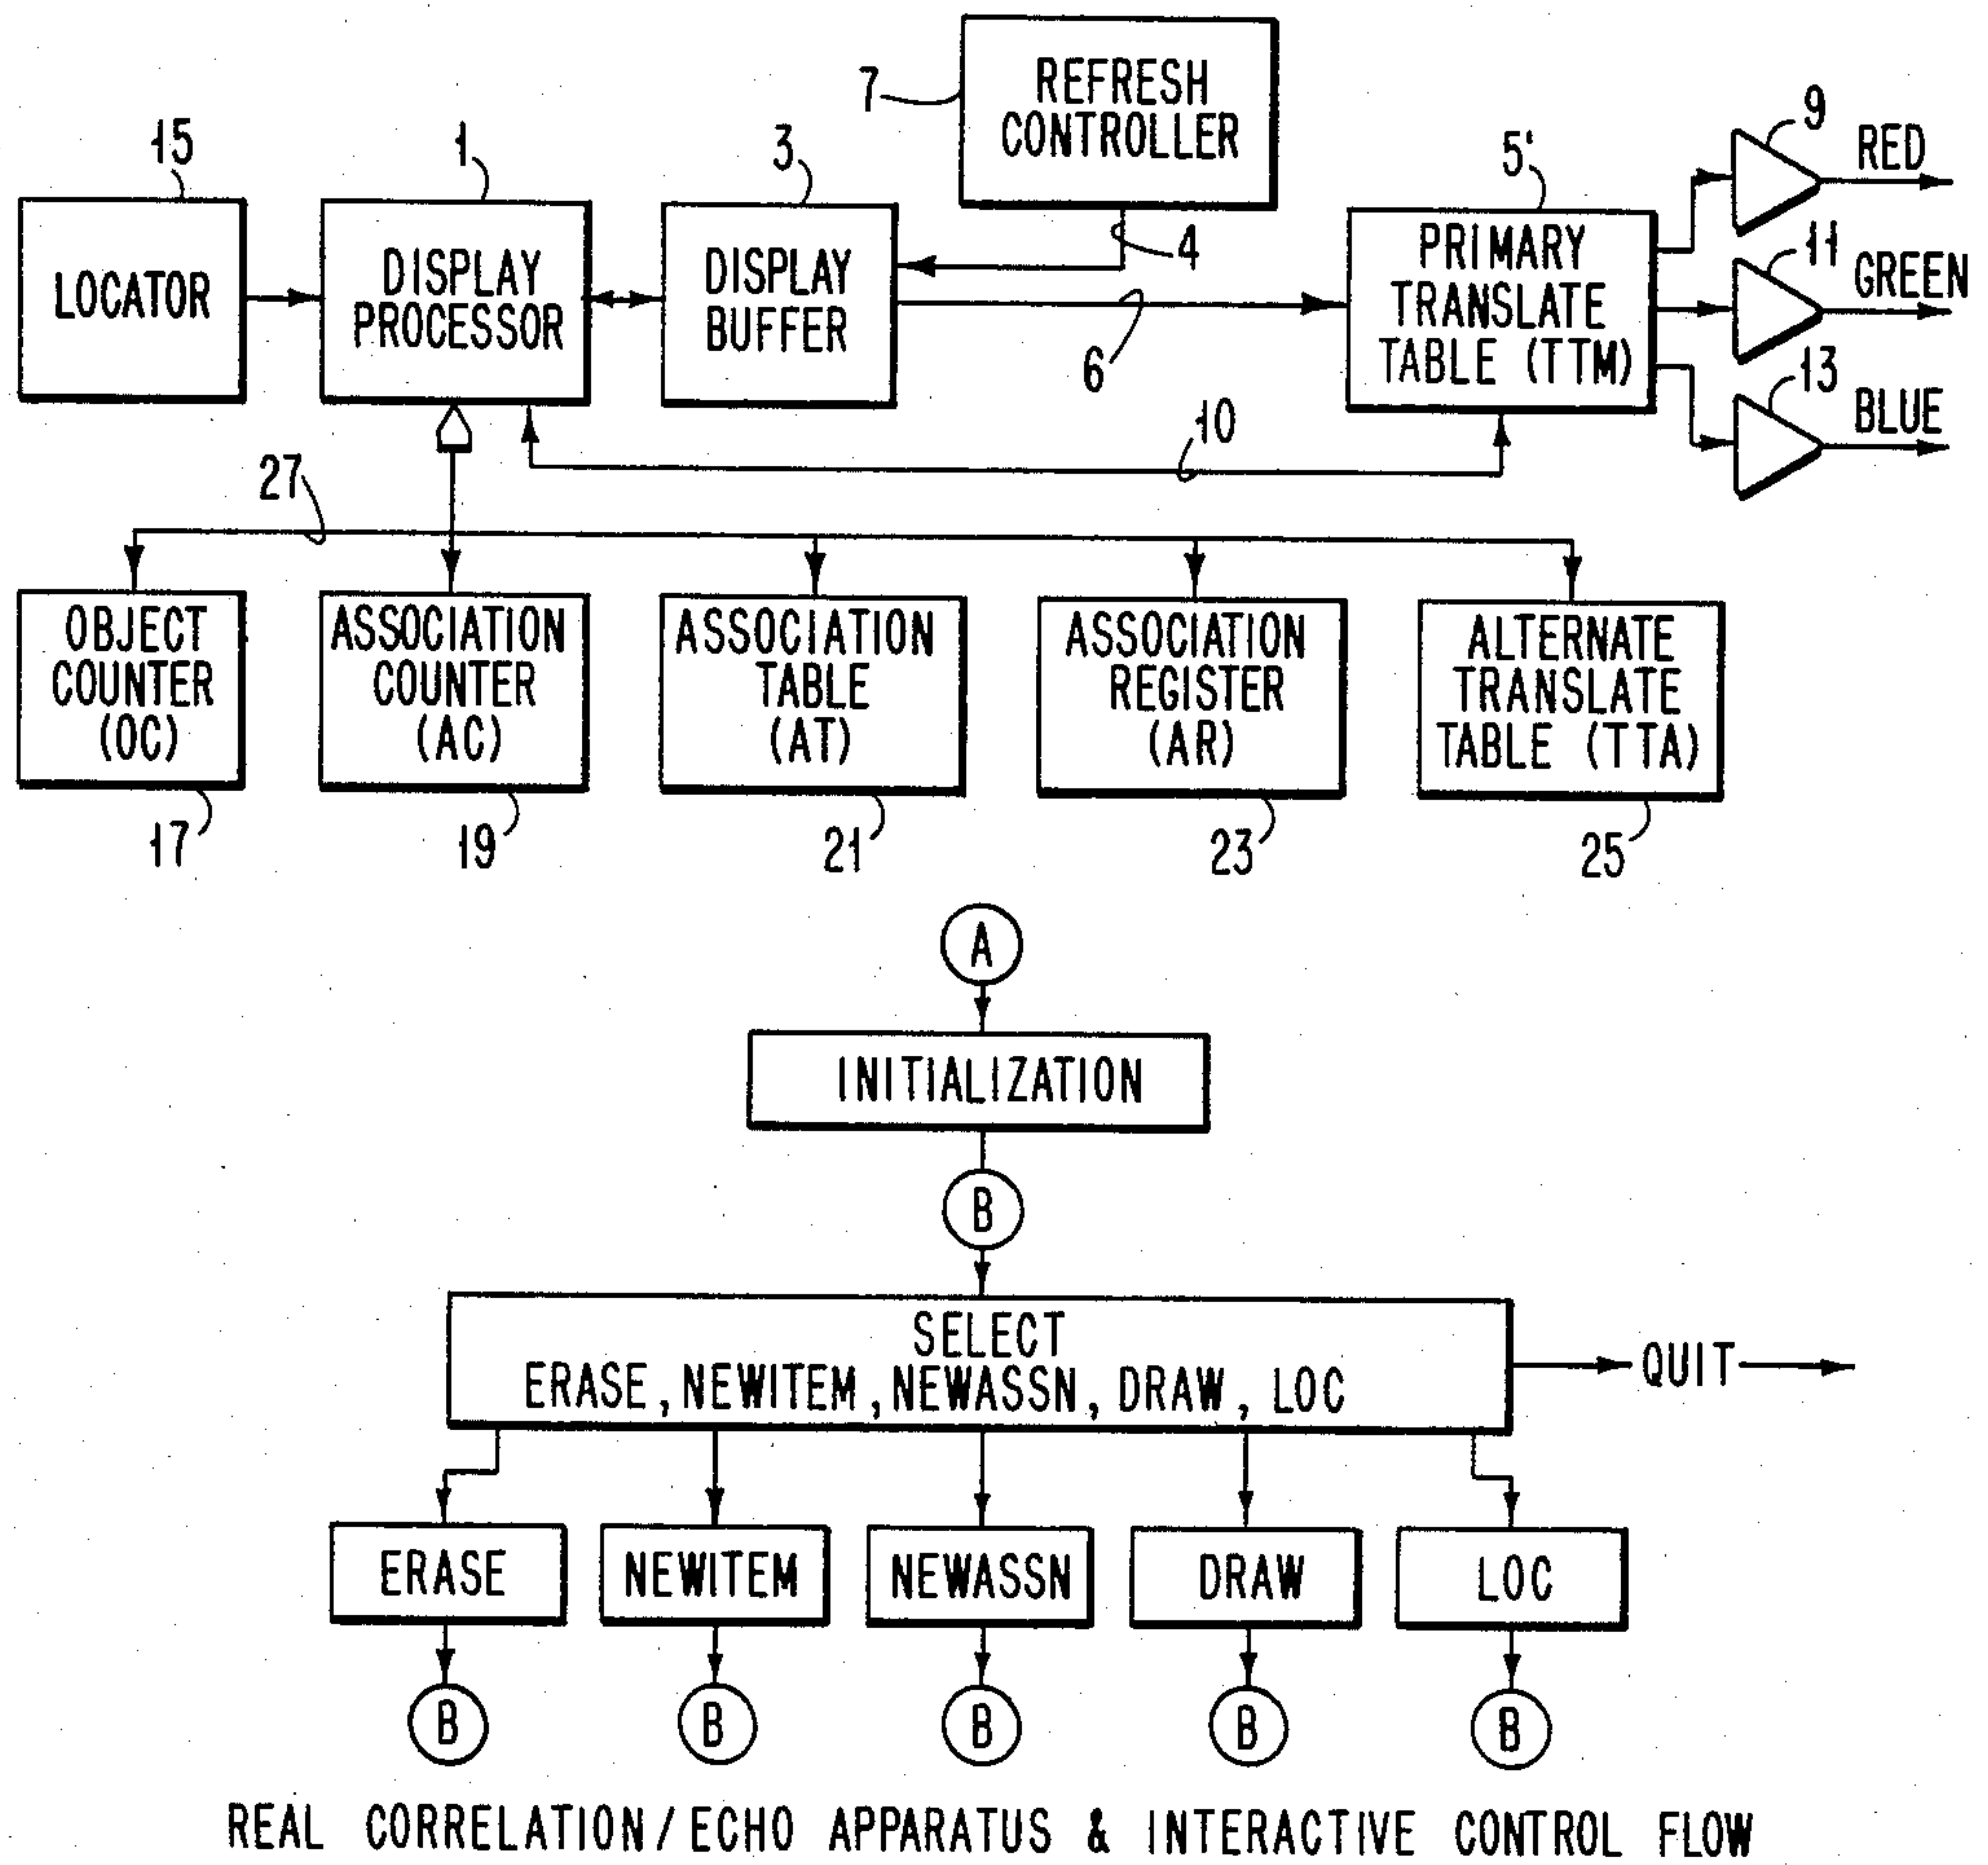 REFRESH
CONTROLLER
7
15
1
3
4
5'
9
RED
LOCATOR
DISPLAY
PROCESSOR
DISPLAY
BUFFER
6
PRIMARY
TRANSLATE
TABLE (TTM)
11
GREEN
13
BLUE
10
27
OBJECT
COUNTER
(OC)
ASSOCIATION
COUNTER
(AC)
ASSOCIATION
TABLE
(AT)
ASSOCIATION
REGISTER
(AR)
ALTERNATE
TRANSLATE
TABLE (TTA)
17
19
21
23
25
A
INITIALIZATION
B
SELECT
ERASE, NEWITEM, NEWASSN, DRAW, LOC
QUIT
ERASE
NEWITEM
NEWASSN
DRAW
LOC
B
B
B
B
B
REAL CORRELATION/ECHO APPARATUS & INTERACTIVE CONTROL FLOW